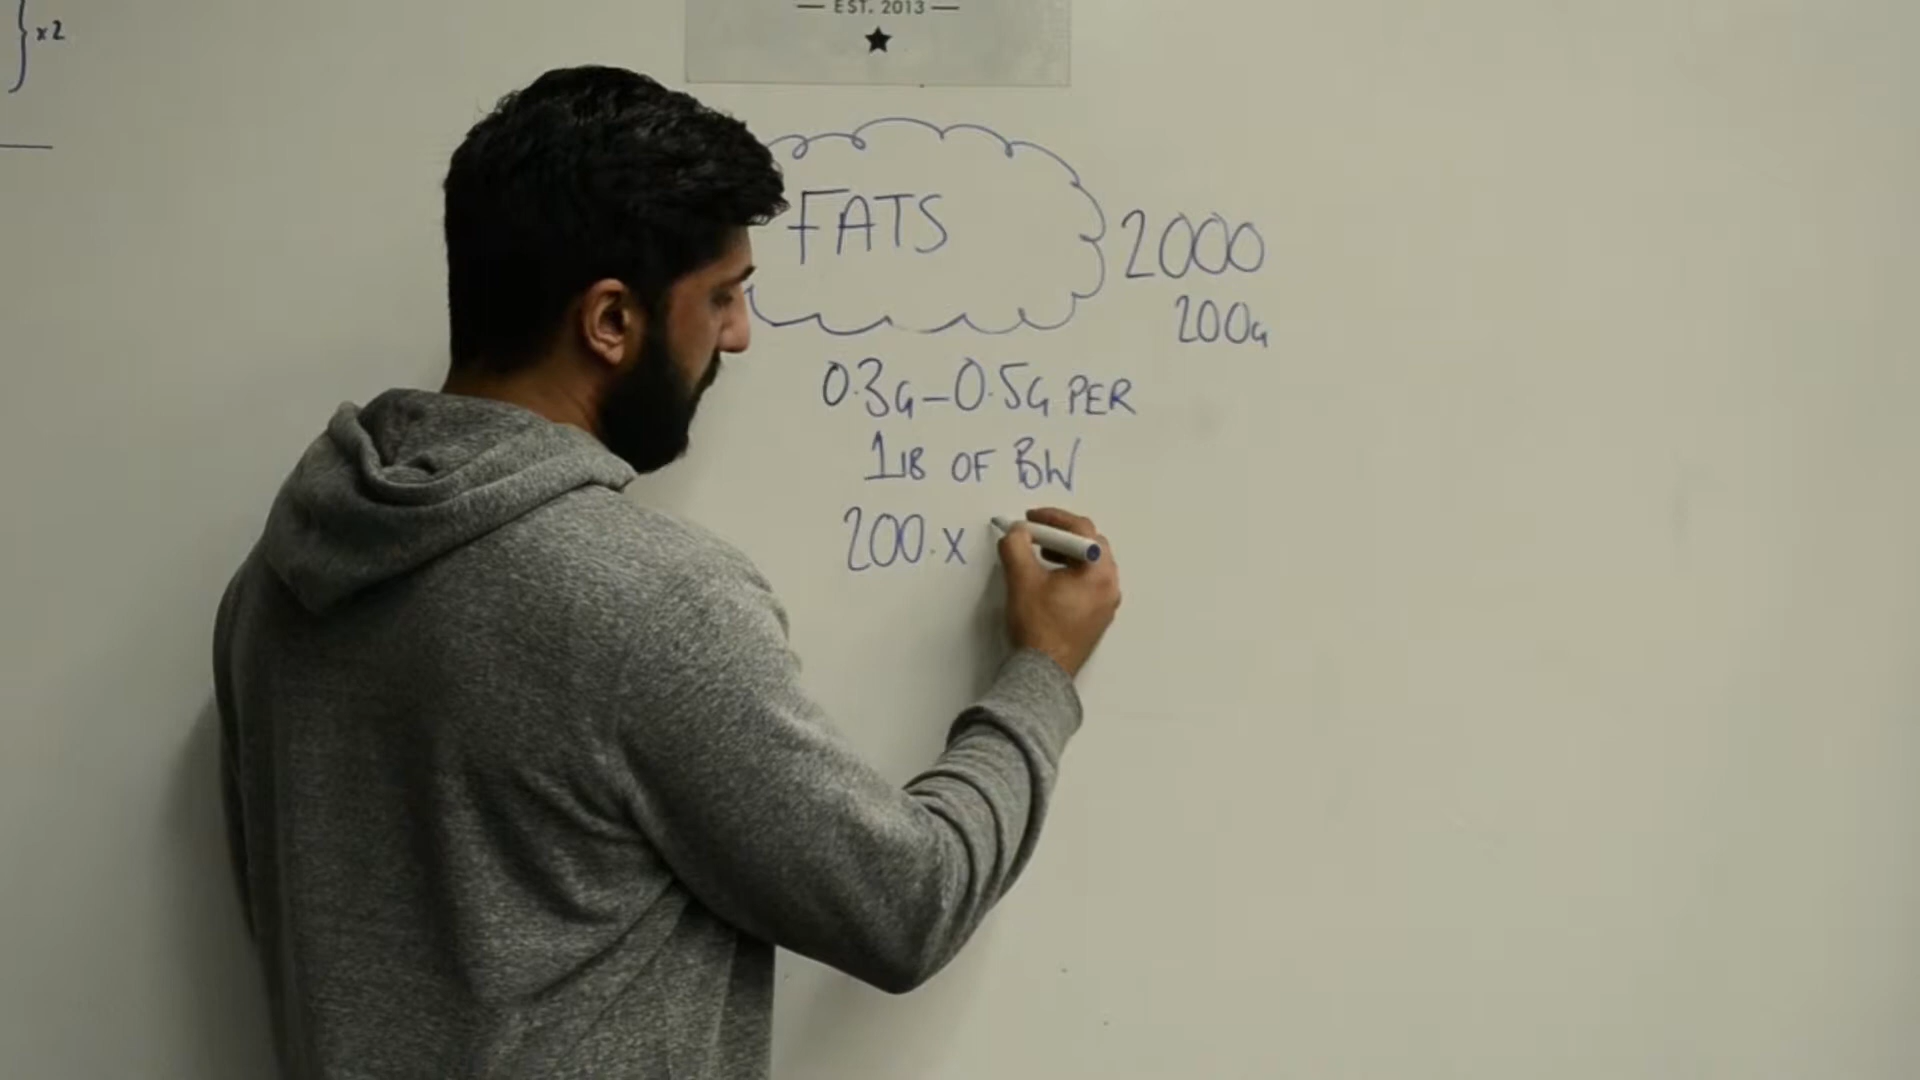 }x2
— EST. 2013 —
FATS
2000
200G
0.3G-0.5G PER
1LB OF BW
200.x